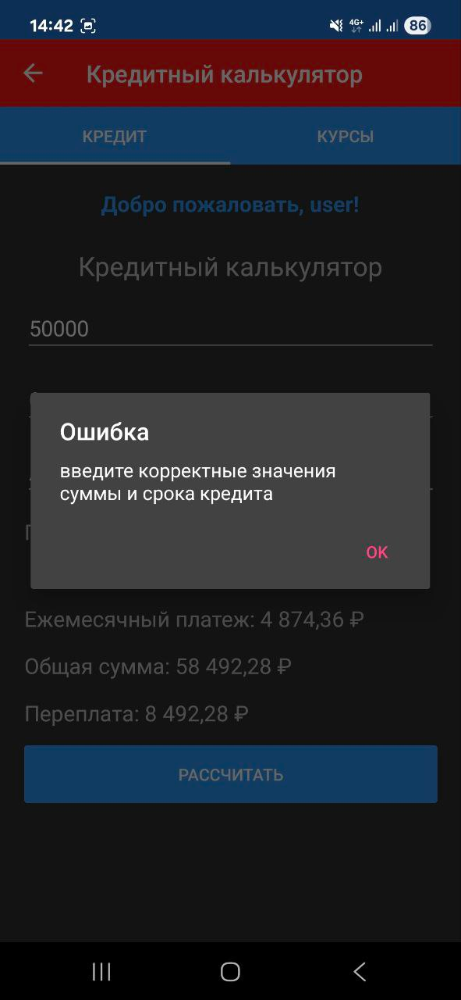 14:42 4G+ 86
Кредитный калькулятор
КРЕДИТ КУРСЫ
Добро пожаловать, user!
Кредитный калькулятор
50000
Ошибка
введите корректные значения
суммы и срока кредита
OK
Ежемесячный платеж: 4 874,36 ₽
Общая сумма: 58 492,28 ₽
Переплата: 8 492,28 ₽
РАССЧИТАТЬ